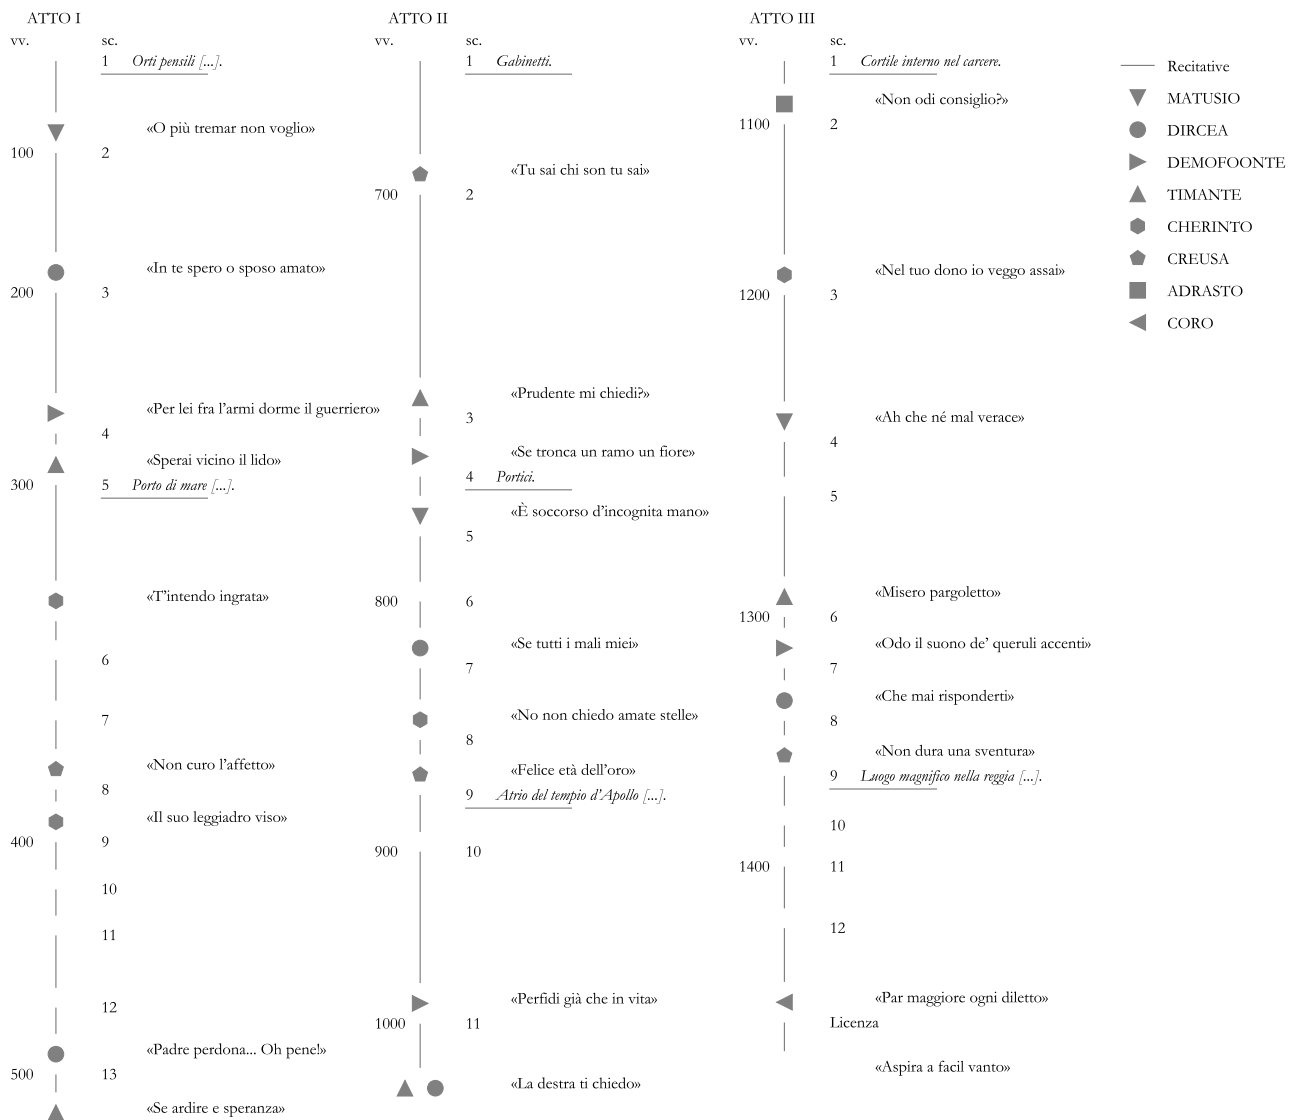 ATTO I
vv.
sc.
1 Orti pensili [...].
«O più tremar non voglio»
100
2
«In te spero o sposo amato»
200
3
«Per lei fra l'armi dorme il guerriero»
4
«Sperai vicino il lido»
300
5 Porto di mare [...].
«T'intendo ingrata»
6
7
«Non curo l'affetto»
8
«Il suo leggiadro viso»
400
9
10
11
12
«Padre perdona... Oh pene!»
500
13
«Se ardire e speranza»
ATTO II
vv.
sc.
1 Gabinetti.
«Tu sai chi son tu sai»
700
2
«Prudente mi chiedi?»
3
«Se tronca un ramo un fiore»
4 Portici.
«È soccorso d'incognita mano»
5
800
6
«Se tutti i mali miei»
7
«No non chiedo amate stelle»
8
«Felice età dell'oro»
9 Atrio del tempio d'Apollo [...].
900
10
«Perfidi già che in vita»
1000
11
«La destra ti chiedo»
ATTO III
vv.
sc.
1 Cortile interno nel carcere.
«Non odi consiglio?»
1100
2
«Nel tuo dono io veggo assai»
1200
3
«Ah che né mal verace»
4
5
«Misero pargoletto»
1300
6
«Odo il suono de' queruli accenti»
7
«Che mai risponderti»
8
«Non dura una sventura»
9 Luogo magnifico nella reggia [...].
10
1400
11
12
«Par maggiore ogni diletto»
Licenza
«Aspira a facil vanto»
Recitative
MATUSIO
DIRCEA
DEMOFOONTE
TIMANTE
CHERINTO
CREUSA
ADRASTO
CORO